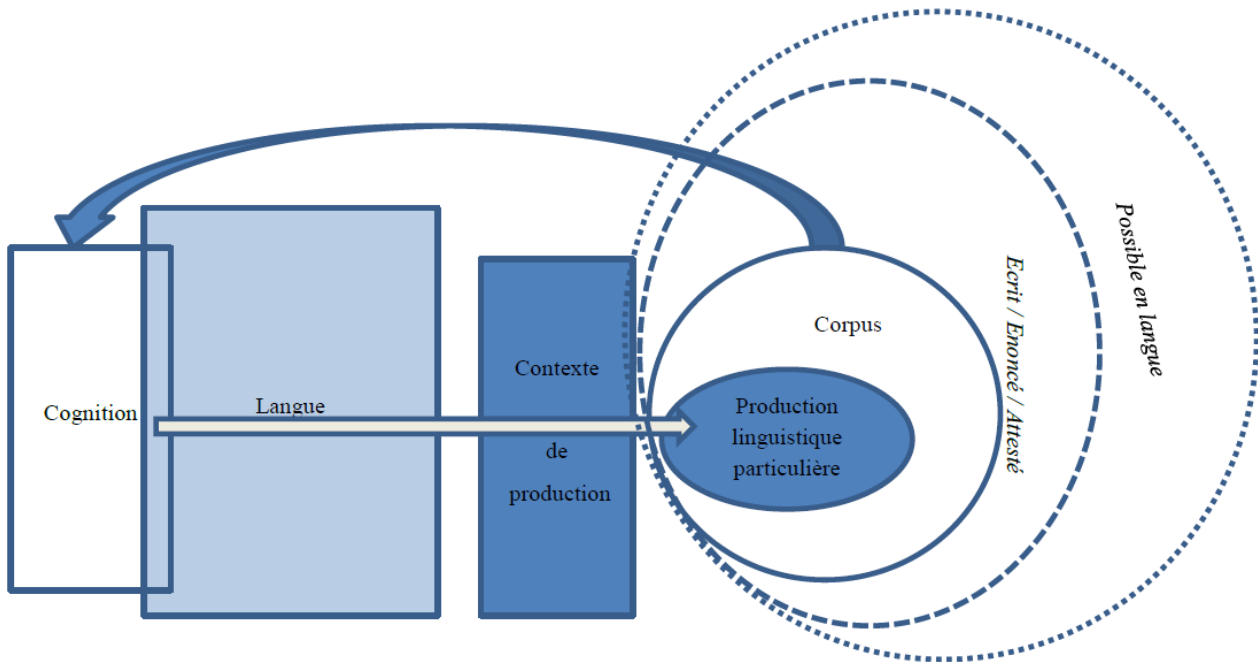 Cognition
Langue
Contexte
de
production
Corpus
Production
linguistique
particulière
Ecrit / Enoncé / Attesté
Possible en langue